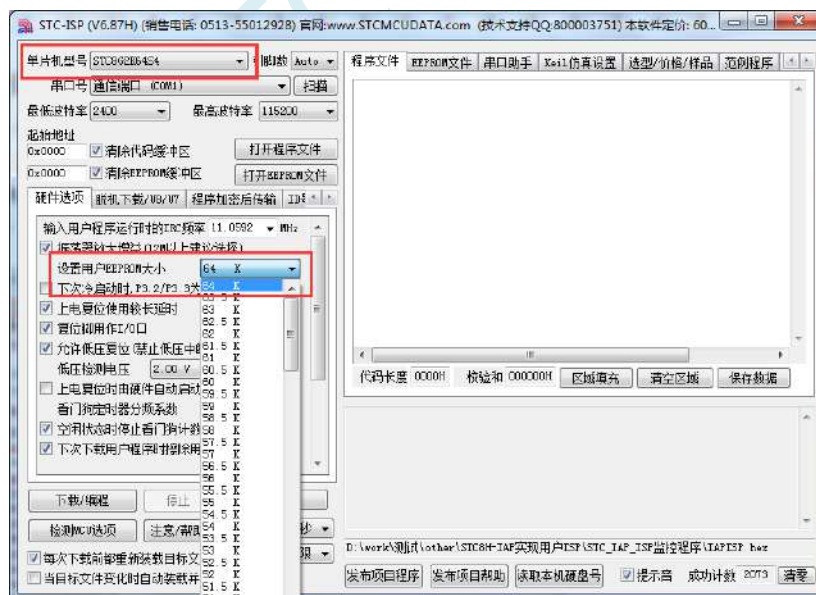 STC-ISP (V6.87H) (销售电话: 0513-55012928) 官网:www.STCMCUDATA.com (技术支持QQ:800003751) 本软件定价: 60...
单片机型号 STC8G2K64S4 Auto
串口号 通信端口 (COM1) 扫描
最低波特率 2400 最高波特率 115200
起始地址
0x0000 清除代码缓冲区 打开程序文件
0x0000 清除EEPROM缓冲区 打开EEPROM文件
硬件选项 脱机下载/U8/U7 程序加密后传输
输入用户程序运行时的IRC频率 11.0592 MHz
振荡器放大增益(12M以上建议选择)
设置用户EEPROM大小 64 K
下次冷启动时, P3.2/P3.3为
上电复位使用较长延时
复位脚用作I/O口
允许低压复位(禁止低压中
低压检测电压 2.00 V
上电复位时由硬件自动启动
看门狗定时器分频系数
空闲状态时停止看门狗计数
下次下载用户程序时擦除用
64 K
63.5 K
63 K
62.5 K
62 K
61.5 K
61 K
60.5 K
60 K
59.5 K
59 K
58.5 K
58 K
57.5 K
57 K
56.5 K
56 K
55.5 K
55 K
54.5 K
54 K
53.5 K
53 K
52.5 K
52 K
51.5 K
下载/编程 停止
检测MCU选项 注意/帮助 秒
每次下载前都重新装载目标文 限
当目标文件变化时自动装载并
程序文件 EEPROM文件 串口助手 Keil仿真设置 选型/价格/样品 范例程序
代码长度 0000H 校验和 000000H 区域填充 清空区域 保存数据
D:\work\测试\other\STC8H-IAP实现用户ISP\STC_IAP_ISP监控程序\IAPISP hex
发布项目程序 发布项目帮助 读取本机硬盘号 提示音 成功计数 2073 清零